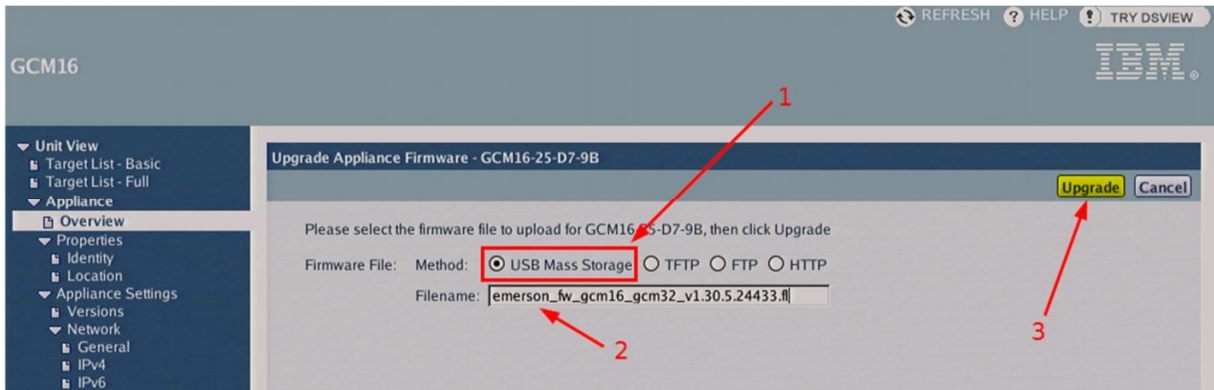 REFRESH ? HELP ! TRY DSVIEW
GCM16
IBM®
1
Unit View
Target List - Basic
Target List - Full
Appliance
Overview
Properties
Identity
Location
Appliance Settings
Versions
Network
General
IPv4
IPv6
Upgrade Appliance Firmware - GCM16-25-D7-9B
Upgrade Cancel
Please select the firmware file to upload for GCM16-25-D7-9B, then click Upgrade
Firmware File: Method: USB Mass Storage TFTP FTP HTTP
Filename: emerson_fw_gcm16_gcm32_v1.30.5.24433.fl
2
3